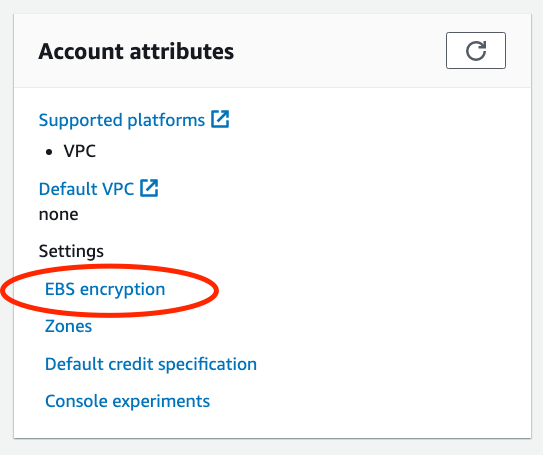 Account attributes
Supported platforms
• VPC
Default VPC
none
Settings
EBS encryption
Zones
Default credit specification
Console experiments